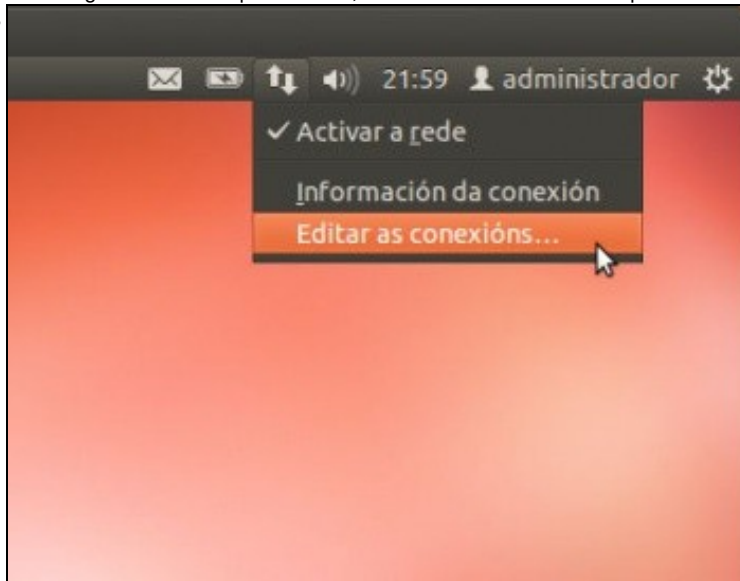 21:59 administrador
Activar a rede
Información da conexión
Editar as conexións...